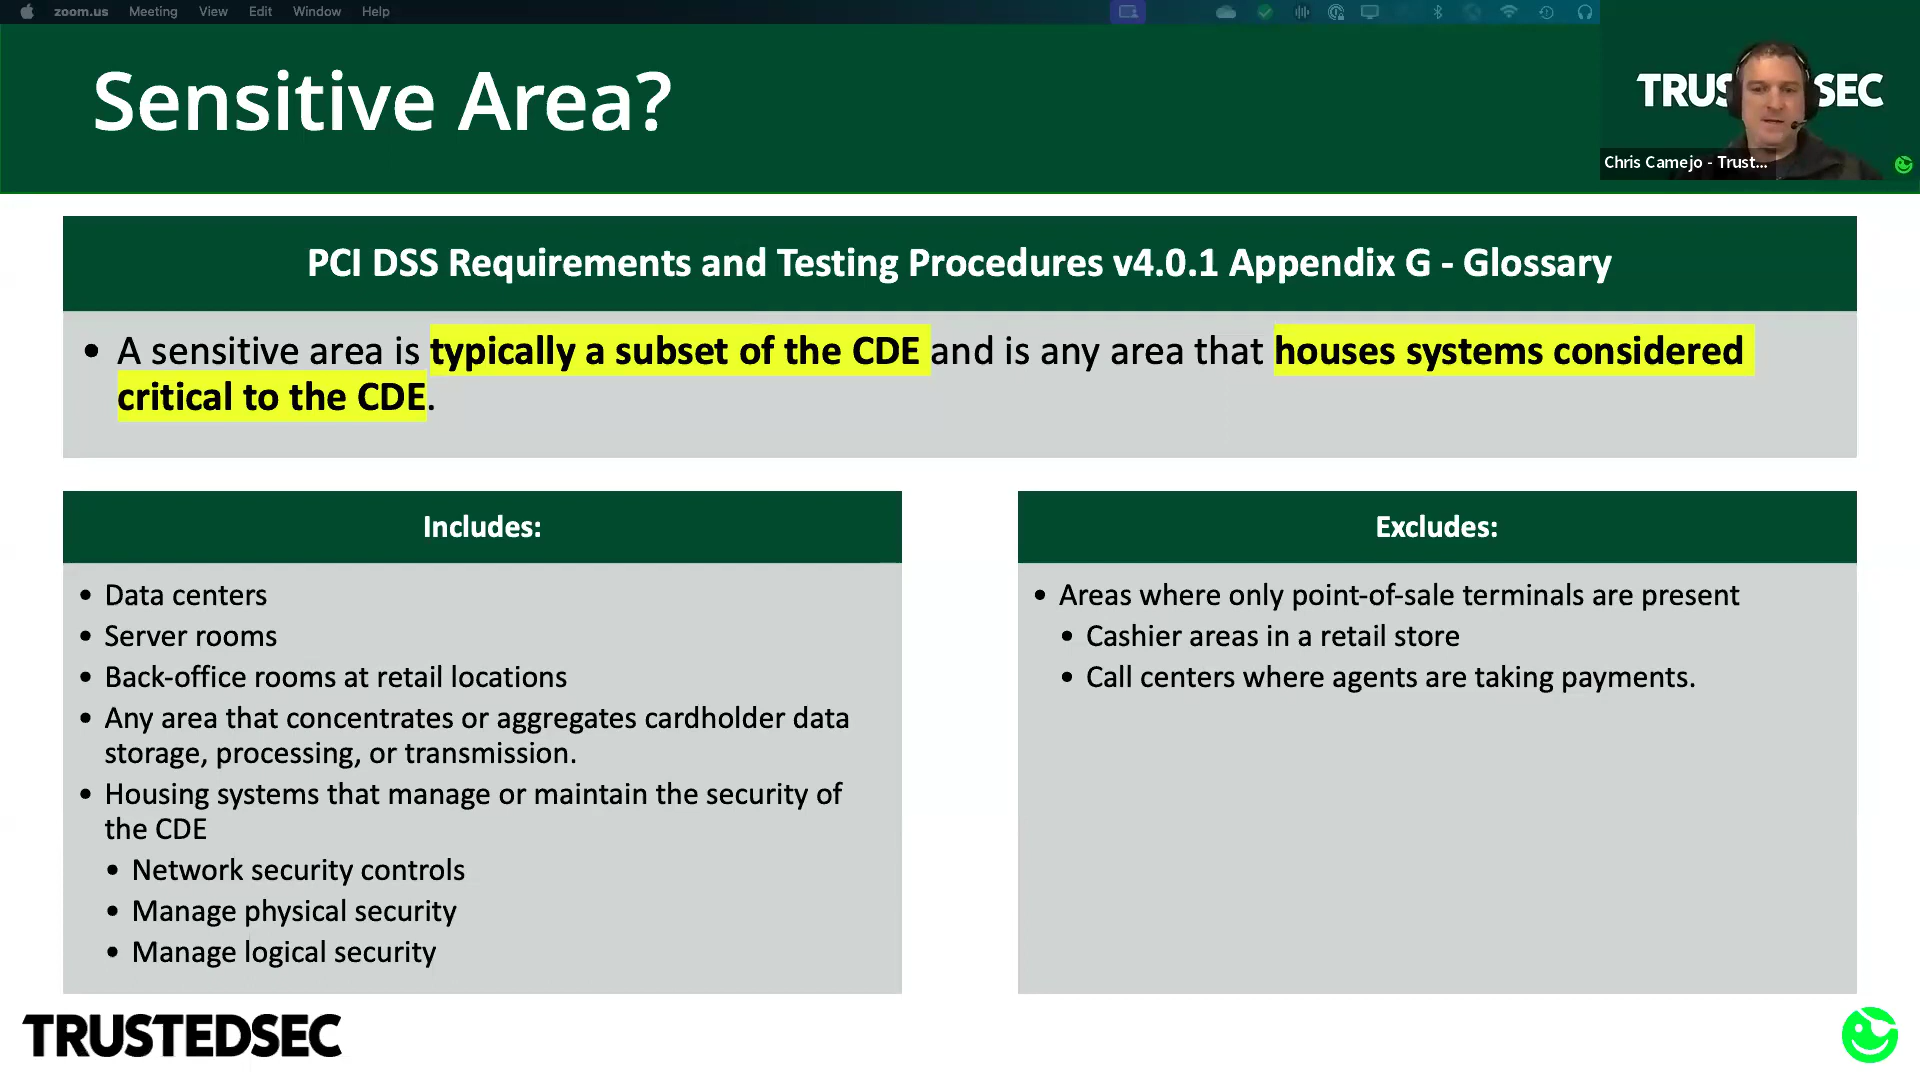 zoom.us Meeting View Edit Window Help
Sensitive Area?
TRUS SEC
Chris Camejo - Trust...
PCI DSS Requirements and Testing Procedures v4.0.1 Appendix G - Glossary
• A sensitive area is typically a subset of the CDE and is any area that houses systems considered
critical to the CDE.
Includes:
• Data centers
• Server rooms
• Back-office rooms at retail locations
• Any area that concentrates or aggregates cardholder data
storage, processing, or transmission.
• Housing systems that manage or maintain the security of
the CDE
• Network security controls
• Manage physical security
• Manage logical security
Excludes:
• Areas where only point-of-sale terminals are present
• Cashier areas in a retail store
• Call centers where agents are taking payments.
TRUSTEDSEC